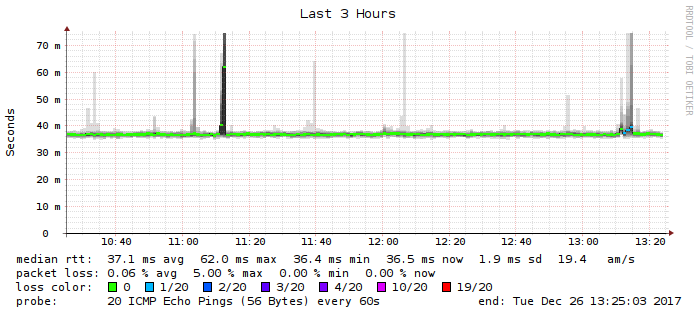 Last 3 Hours
RRDTOOL / TOBI OETIKER
Seconds
70 m
60 m
50 m
40 m
30 m
20 m
10 m
0
10:40 11:00 11:20 11:40 12:00 12:20 12:40 13:00 13:20
median rtt: 37.1 ms avg 62.0 ms max 36.4 ms min 36.5 ms now 1.9 ms sd 19.4 am/s
packet loss: 0.06 % avg 5.00 % max 0.00 % min 0.00 % now
loss color: 0 1/20 2/20 3/20 4/20 10/20 19/20
probe: 20 ICMP Echo Pings (56 Bytes) every 60s end: Tue Dec 26 13:25:03 2017